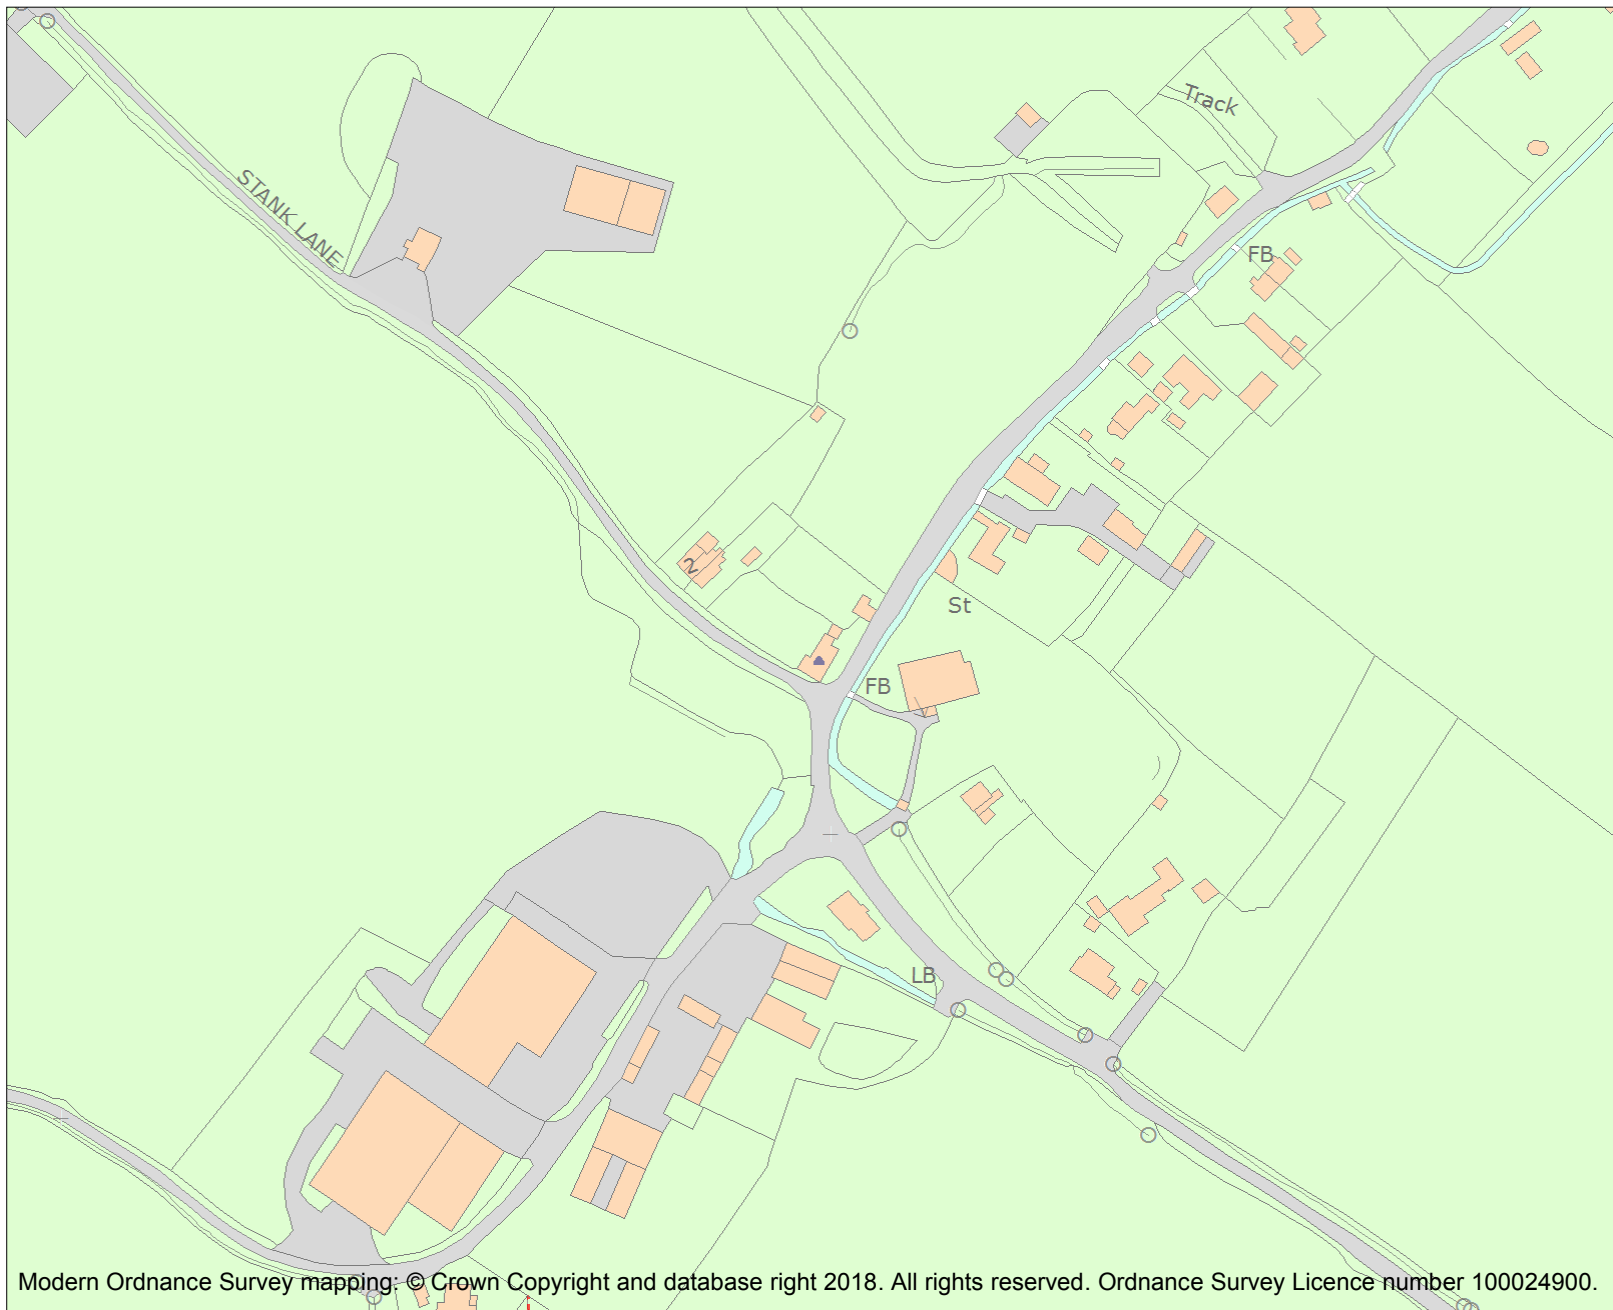 Track
STANK LANE
FB
2
St
FB
LB
Modern Ordnance Survey mapping: © Crown Copyright and database right 2018. All rights reserved. Ordnance Survey Licence number 100024900.